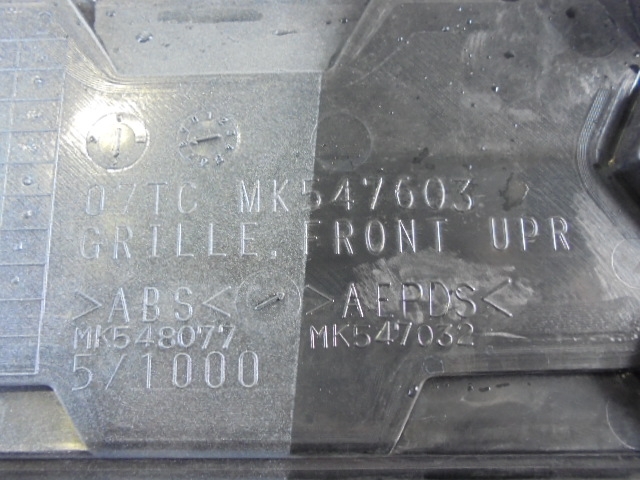 07TC MK547603
GRILLE, FRONT UPR
>ABS< >AEPDS<
MK548077 MK547032
5/1000